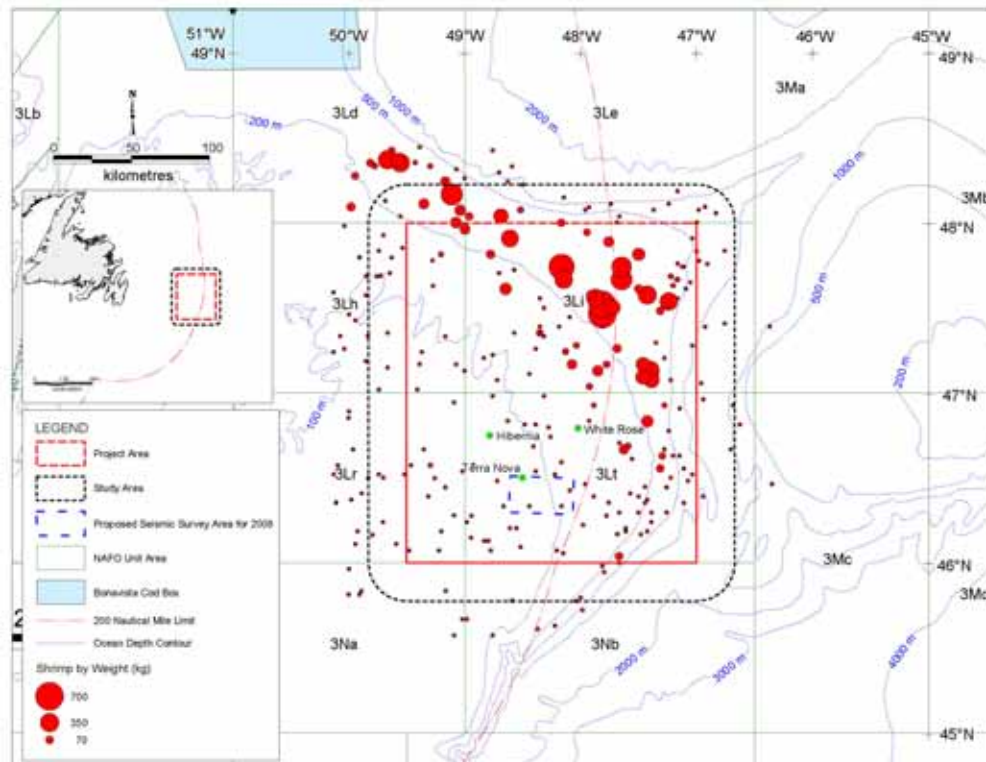 51°W 50°W 49°W 48°W 47°W 46°W 45°W
49°N 49°N
3Ma
3Lb 3Ld 3Le
200 m 500 m 1000 m 2000 m 1000 m
N
0 50 100
kilometres
3Mb
48°N
500 m
3Lh 3Li
200 m
100 m
47°N
Hibernia White Rose
Terra Nova
3Lr 3Lt
46°N
3Mc
3Md
3Na 3Nb
2000 m 3000 m 4000 m
45°N
LEGEND
Project Area
Study Area
Proposed Seismic Survey Area for 2008
NAFO Unit Area
Bonavista Cod Box
200 Nautical Mile Limit
Ocean Depth Contour
Shrimp by Weight (kg)
700
350
70